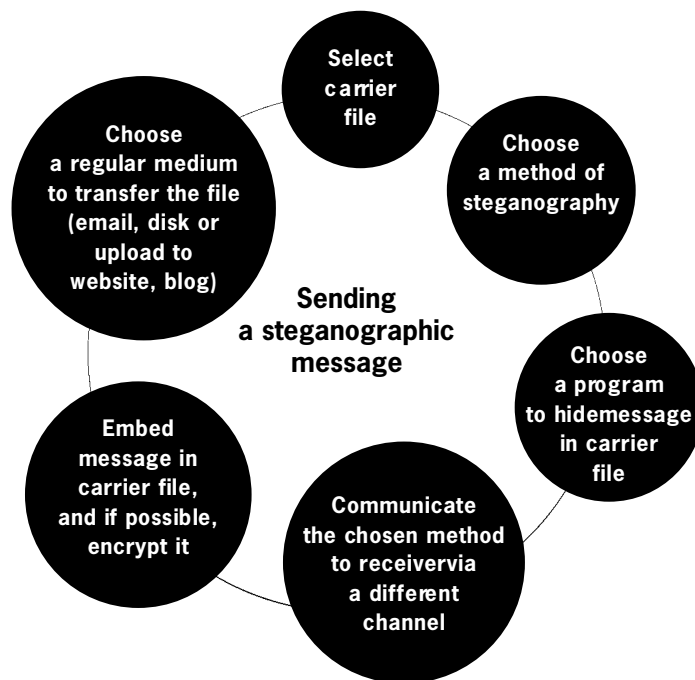 Select
carrier
file
Choose
a method of
steganography
Choose
a program
to hidemessage
in carrier
file
Communicate
the chosen method
to receivervia
a different
channel
Embed
message in
carrier file,
and if possible,
encrypt it
Choose
a regular medium
to transfer the file
(email, disk or
upload to
website, blog)
Sending
a steganographic
message